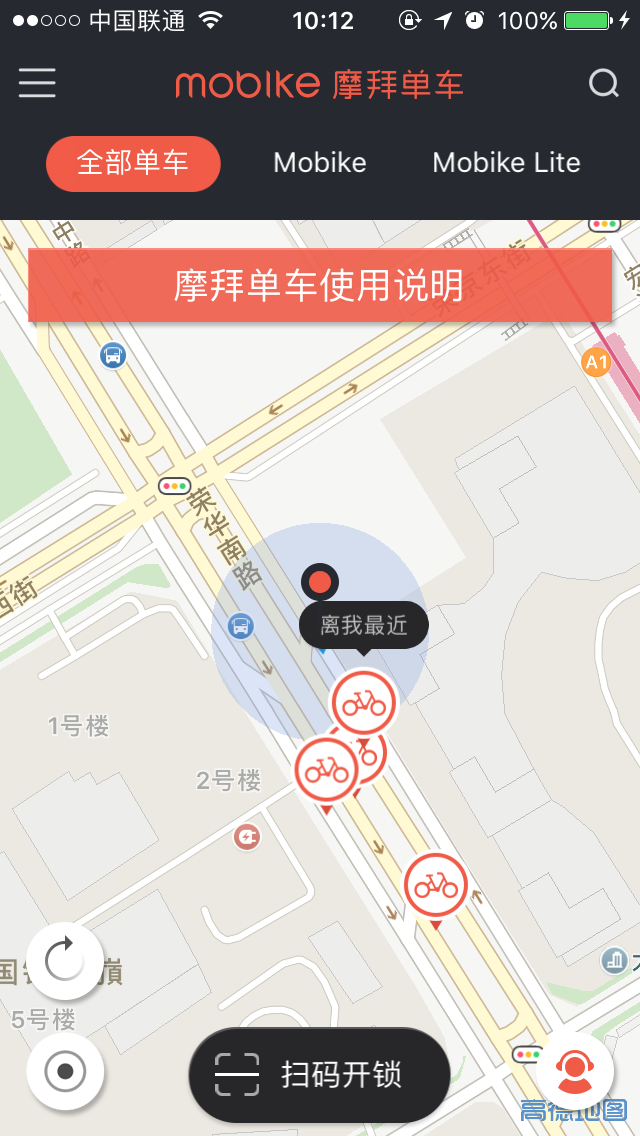 中国联通
10:12
100%
mobike 摩拜单车
全部单车
Mobike
Mobike Lite
中路
京东街
摩拜单车使用说明
A1
荣华南路
西街
离我最近
1号楼
2号楼
5号楼
扫码开锁
高德地图